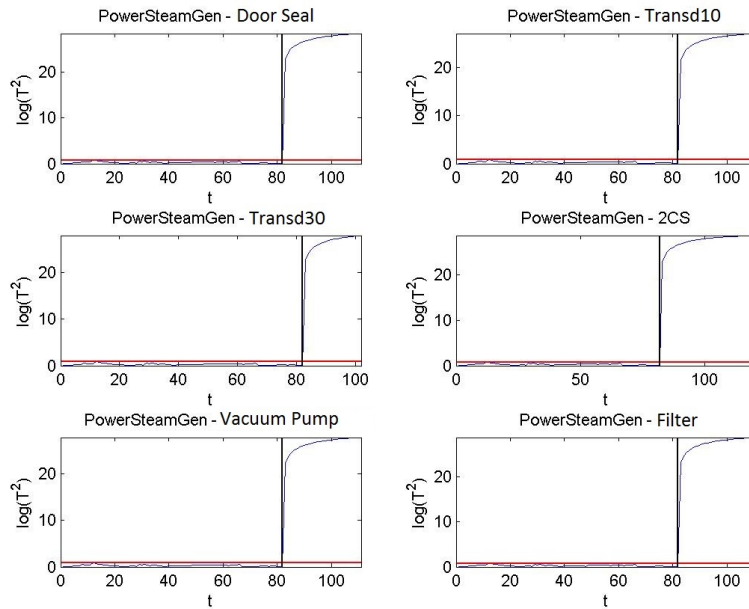 PowerSteamGen - Door Seal
log(T²)
20
10
0
0 20 40 60 80 100
t
PowerSteamGen - Transd10
log(T²)
20
10
0
0 20 40 60 80 100
t
PowerSteamGen - Transd30
log(T²)
20
10
0
0 20 40 60 80 100
t
PowerSteamGen - 2CS
log(T²)
20
10
0
0 50 100
t
PowerSteamGen - Vacuum Pump
log(T²)
20
10
0
0 20 40 60 80 100
t
PowerSteamGen - Filter
log(T²)
20
10
0
0 20 40 60 80 100
t